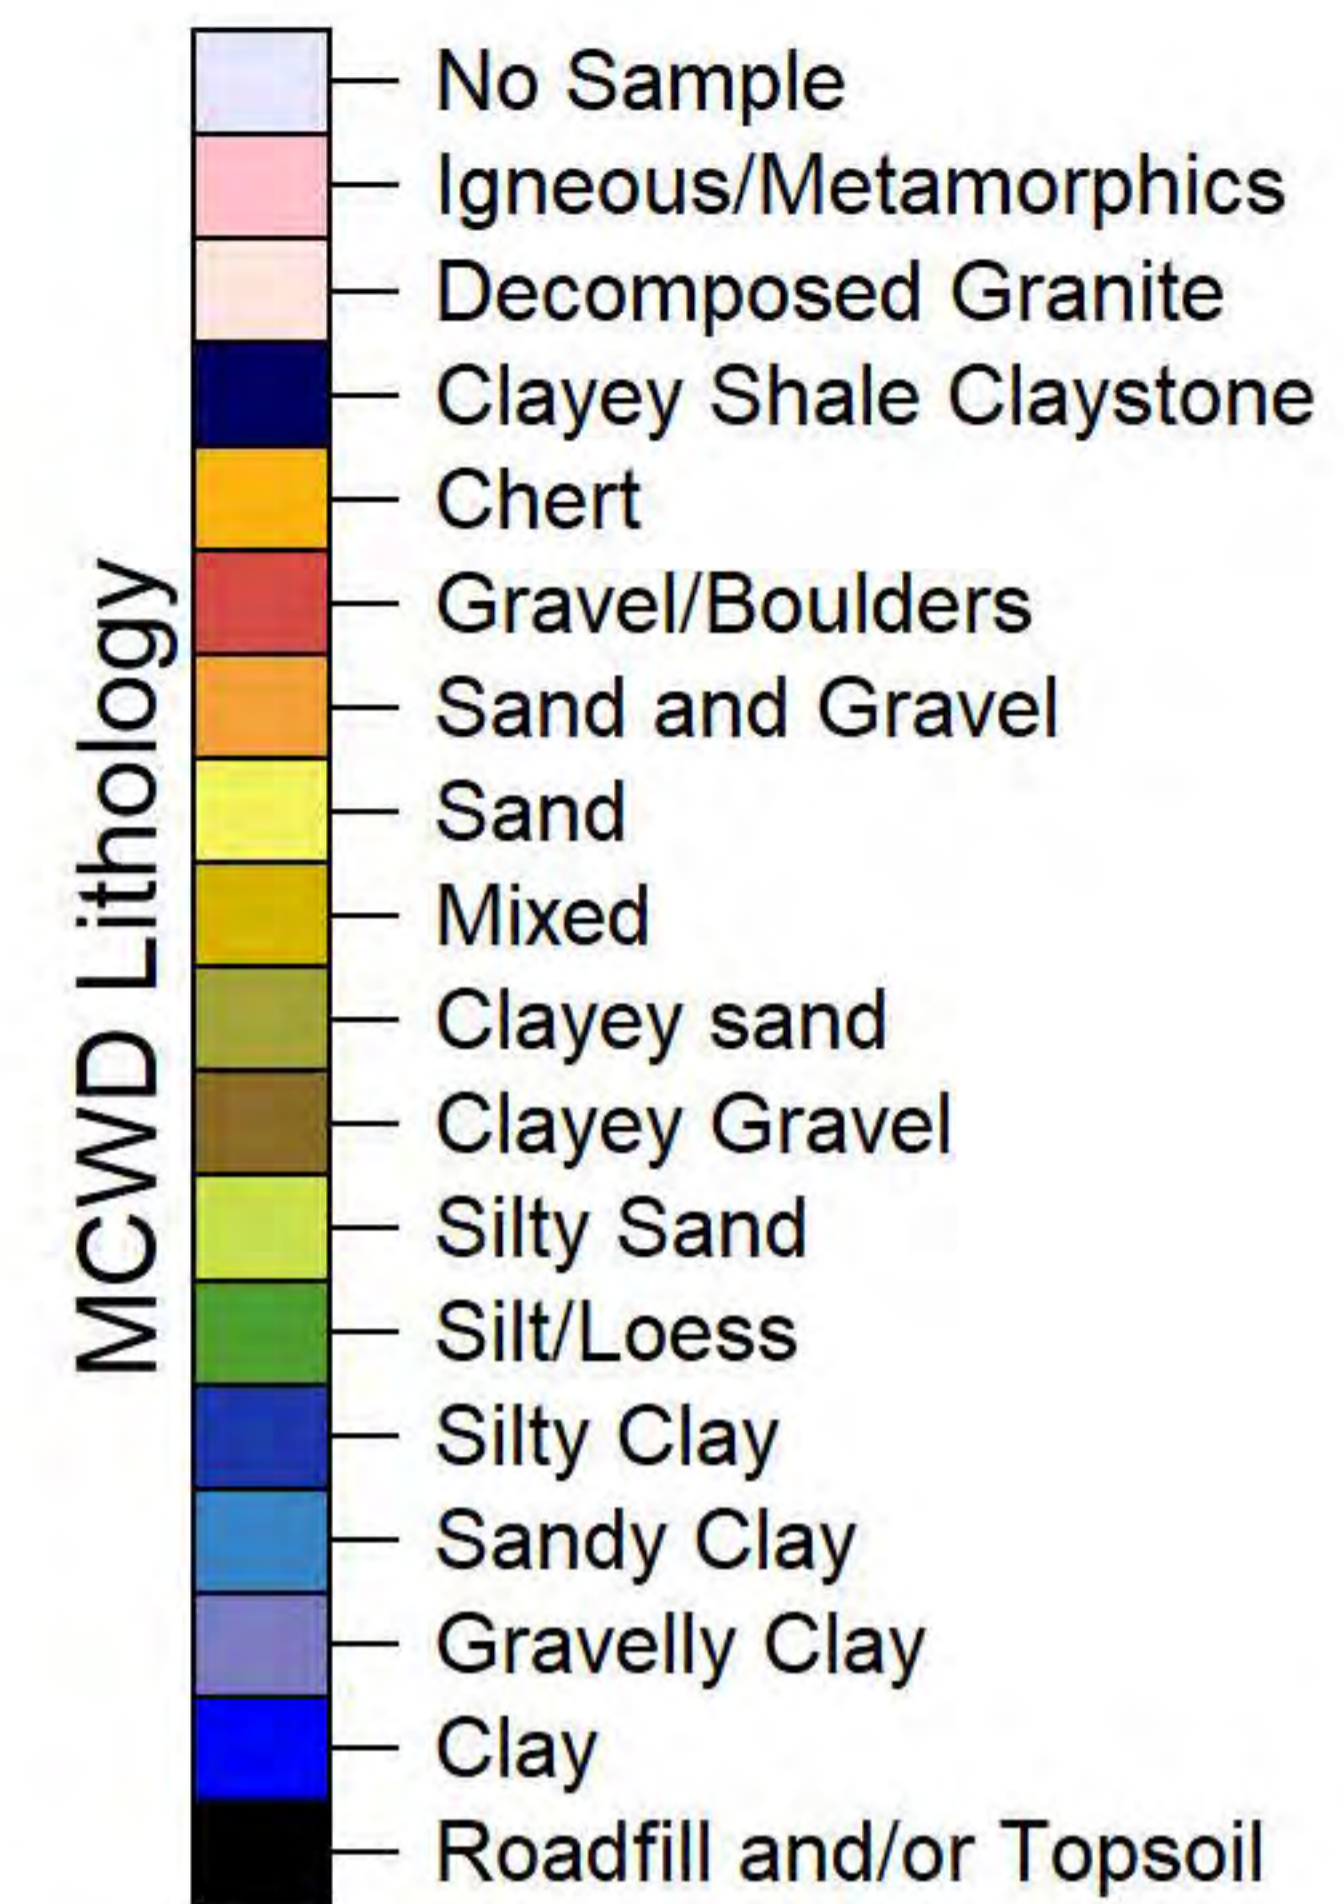 MCWD Lithology
No Sample
Igneous/Metamorphics
Decomposed Granite
Clayey Shale Claystone
Chert
Gravel/Boulders
Sand and Gravel
Sand
Mixed
Clayey sand
Clayey Gravel
Silty Sand
Silt/Loess
Silty Clay
Sandy Clay
Gravelly Clay
Clay
Roadfill and/or Topsoil